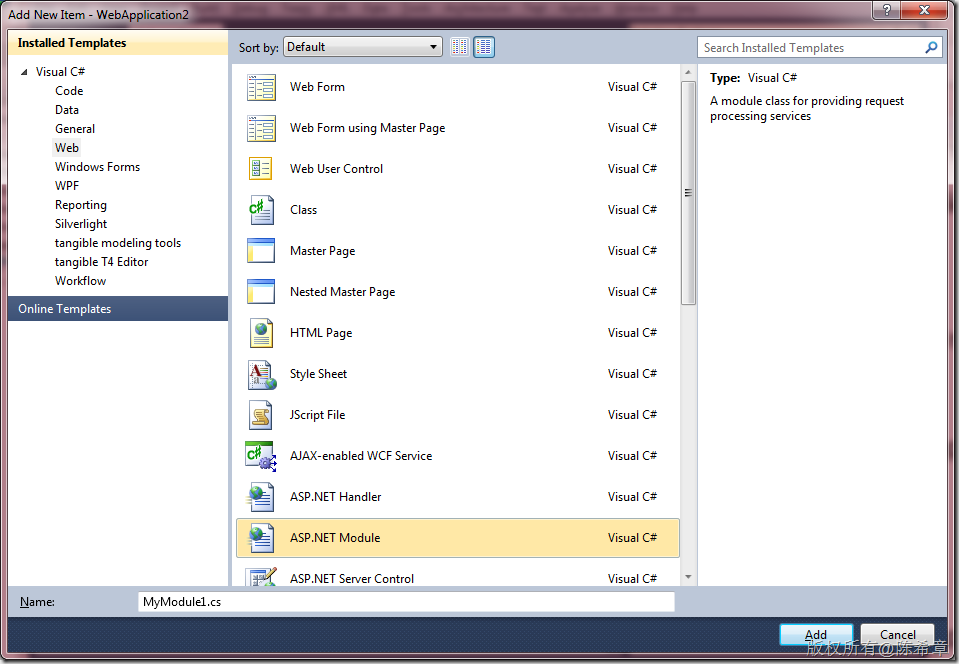 Add New Item - WebApplication2
Installed Templates
Visual C#
Code
Data
General
Web
Windows Forms
WPF
Reporting
Silverlight
tangible modeling tools
tangible T4 Editor
Workflow
Online Templates
Sort by: Default
Search Installed Templates
Web Form Visual C#
Web Form using Master Page Visual C#
Web User Control Visual C#
Class Visual C#
Master Page Visual C#
Nested Master Page Visual C#
HTML Page Visual C#
Style Sheet Visual C#
JScript File Visual C#
AJAX-enabled WCF Service Visual C#
ASP.NET Handler Visual C#
ASP.NET Module Visual C#
ASP.NET Server Control Visual C#
Type: Visual C#
A module class for providing request
processing services
Name: MyModule1.cs
Add Cancel
版权所有@陈希章